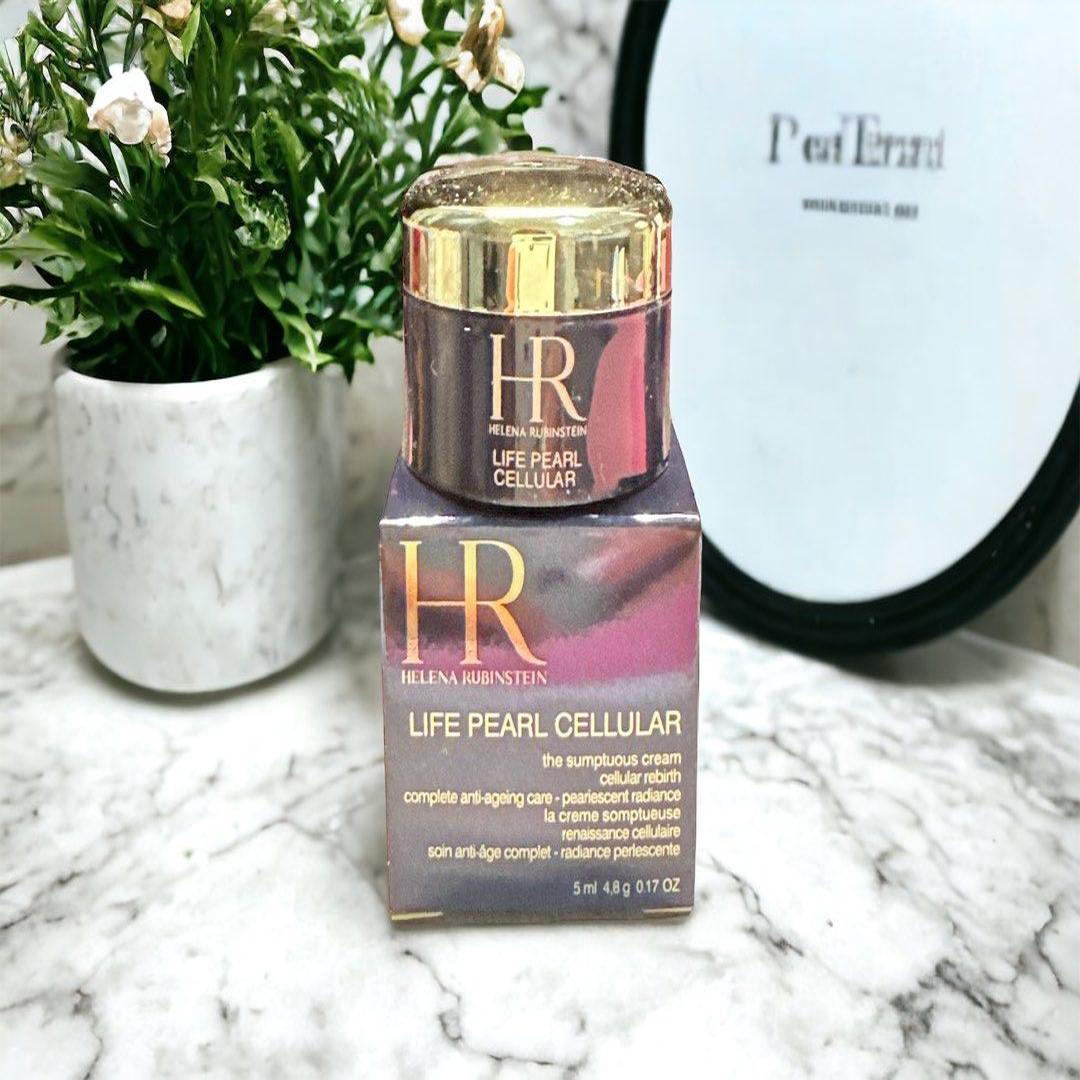 HR
HELENA RUBINSTEIN
LIFE PEARL
CELLULAR
HR
HELENA RUBINSTEIN
LIFE PEARL CELLULAR
the sumptuous cream
cellular rebirth
complete anti-ageing care - pearlescent radiance
la creme somptueuse
renaissance cellulaire
soin anti-âge complet - radiance perlescente
5 ml 4,8 g 0.17 OZ